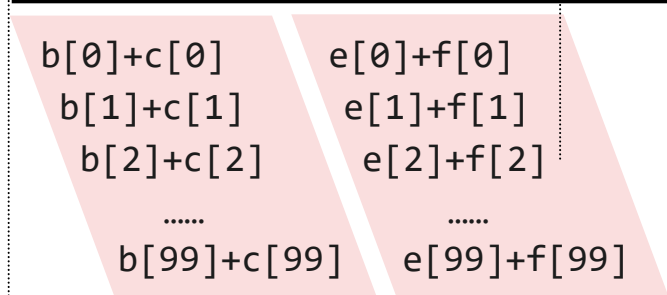 b[0]+c[0] e[0]+f[0]
b[1]+c[1] e[1]+f[1]
b[2]+c[2] e[2]+f[2]
…… ……
b[99]+c[99] e[99]+f[99]